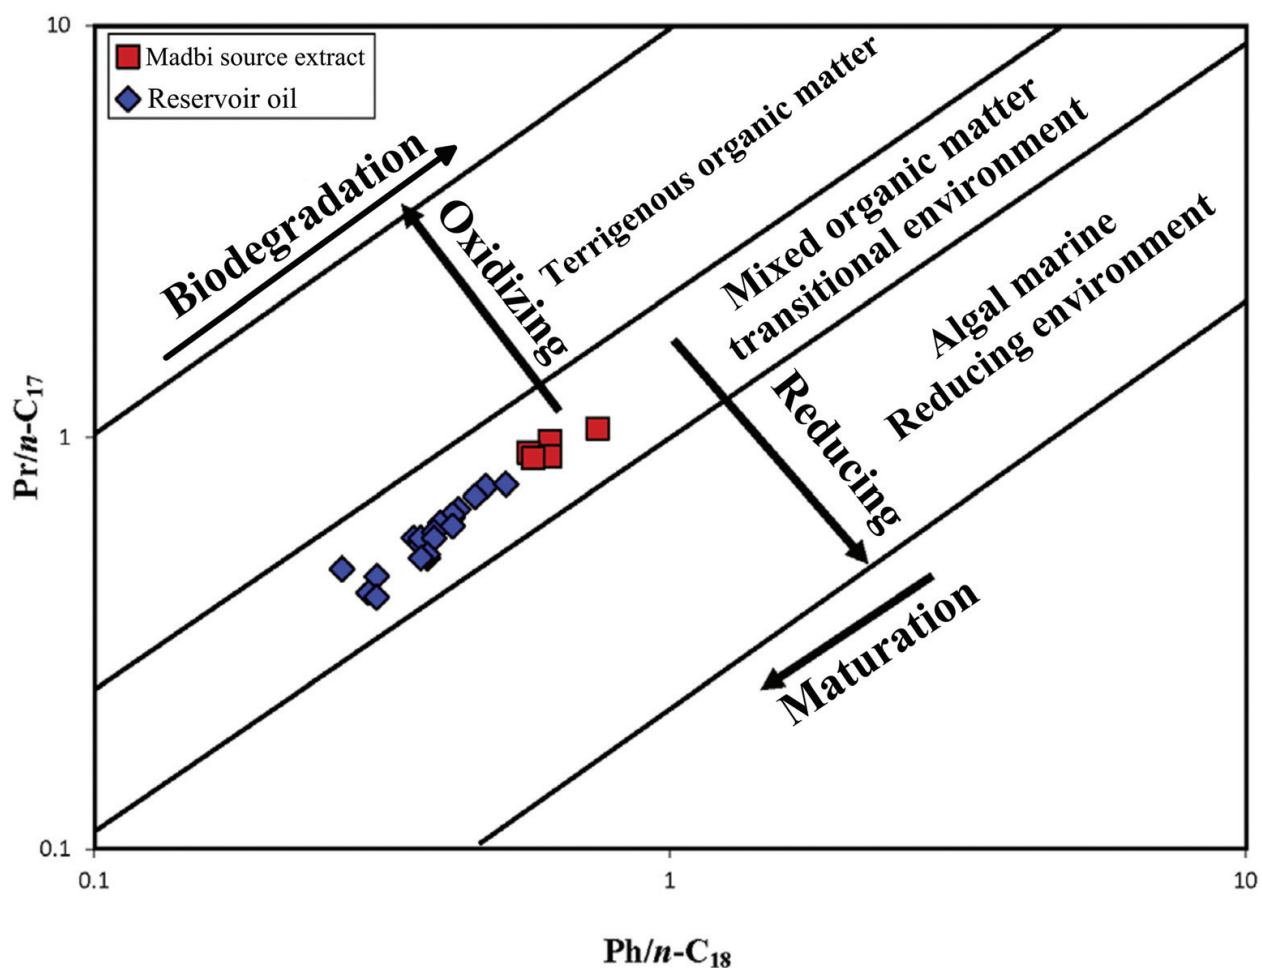 10
Madbi source extract
Reservoir oil
Biodegradation
Oxidizing
Terrigenous organic matter
Mixed organic matter
transitional environment
Algal marine
Reducing environment
Reducing
Maturation
Pr/n-C₁₇
1
0.1
0.1
1
10
Ph/n-C₁₈